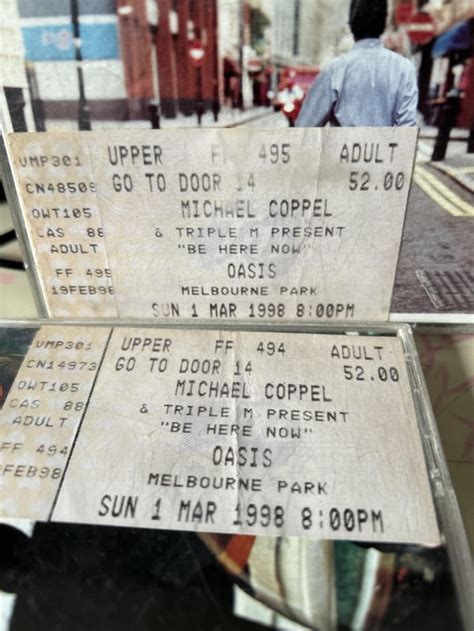 VMP301 UPPER FF 495 ADULT
CN48509 GO TO DOOR 14 52.00
OWT105 MICHAEL COPPEL
CAS 88 & TRIPLE M PRESENT
ADULT "BE HERE NOW"
FF 495 OASIS
19FEB98 MELBOURNE PARK
SUN 1 MAR 1998 8:00PM
VMP301 UPPER FF 494 ADULT
CN14973 GO TO DOOR 14 52.00
OWT105 MICHAEL COPPEL
CAS 88 & TRIPLE M PRESENT
ADULT "BE HERE NOW"
FF 494 OASIS
FEB98 MELBOURNE PARK
SUN 1 MAR 1998 8:00PM